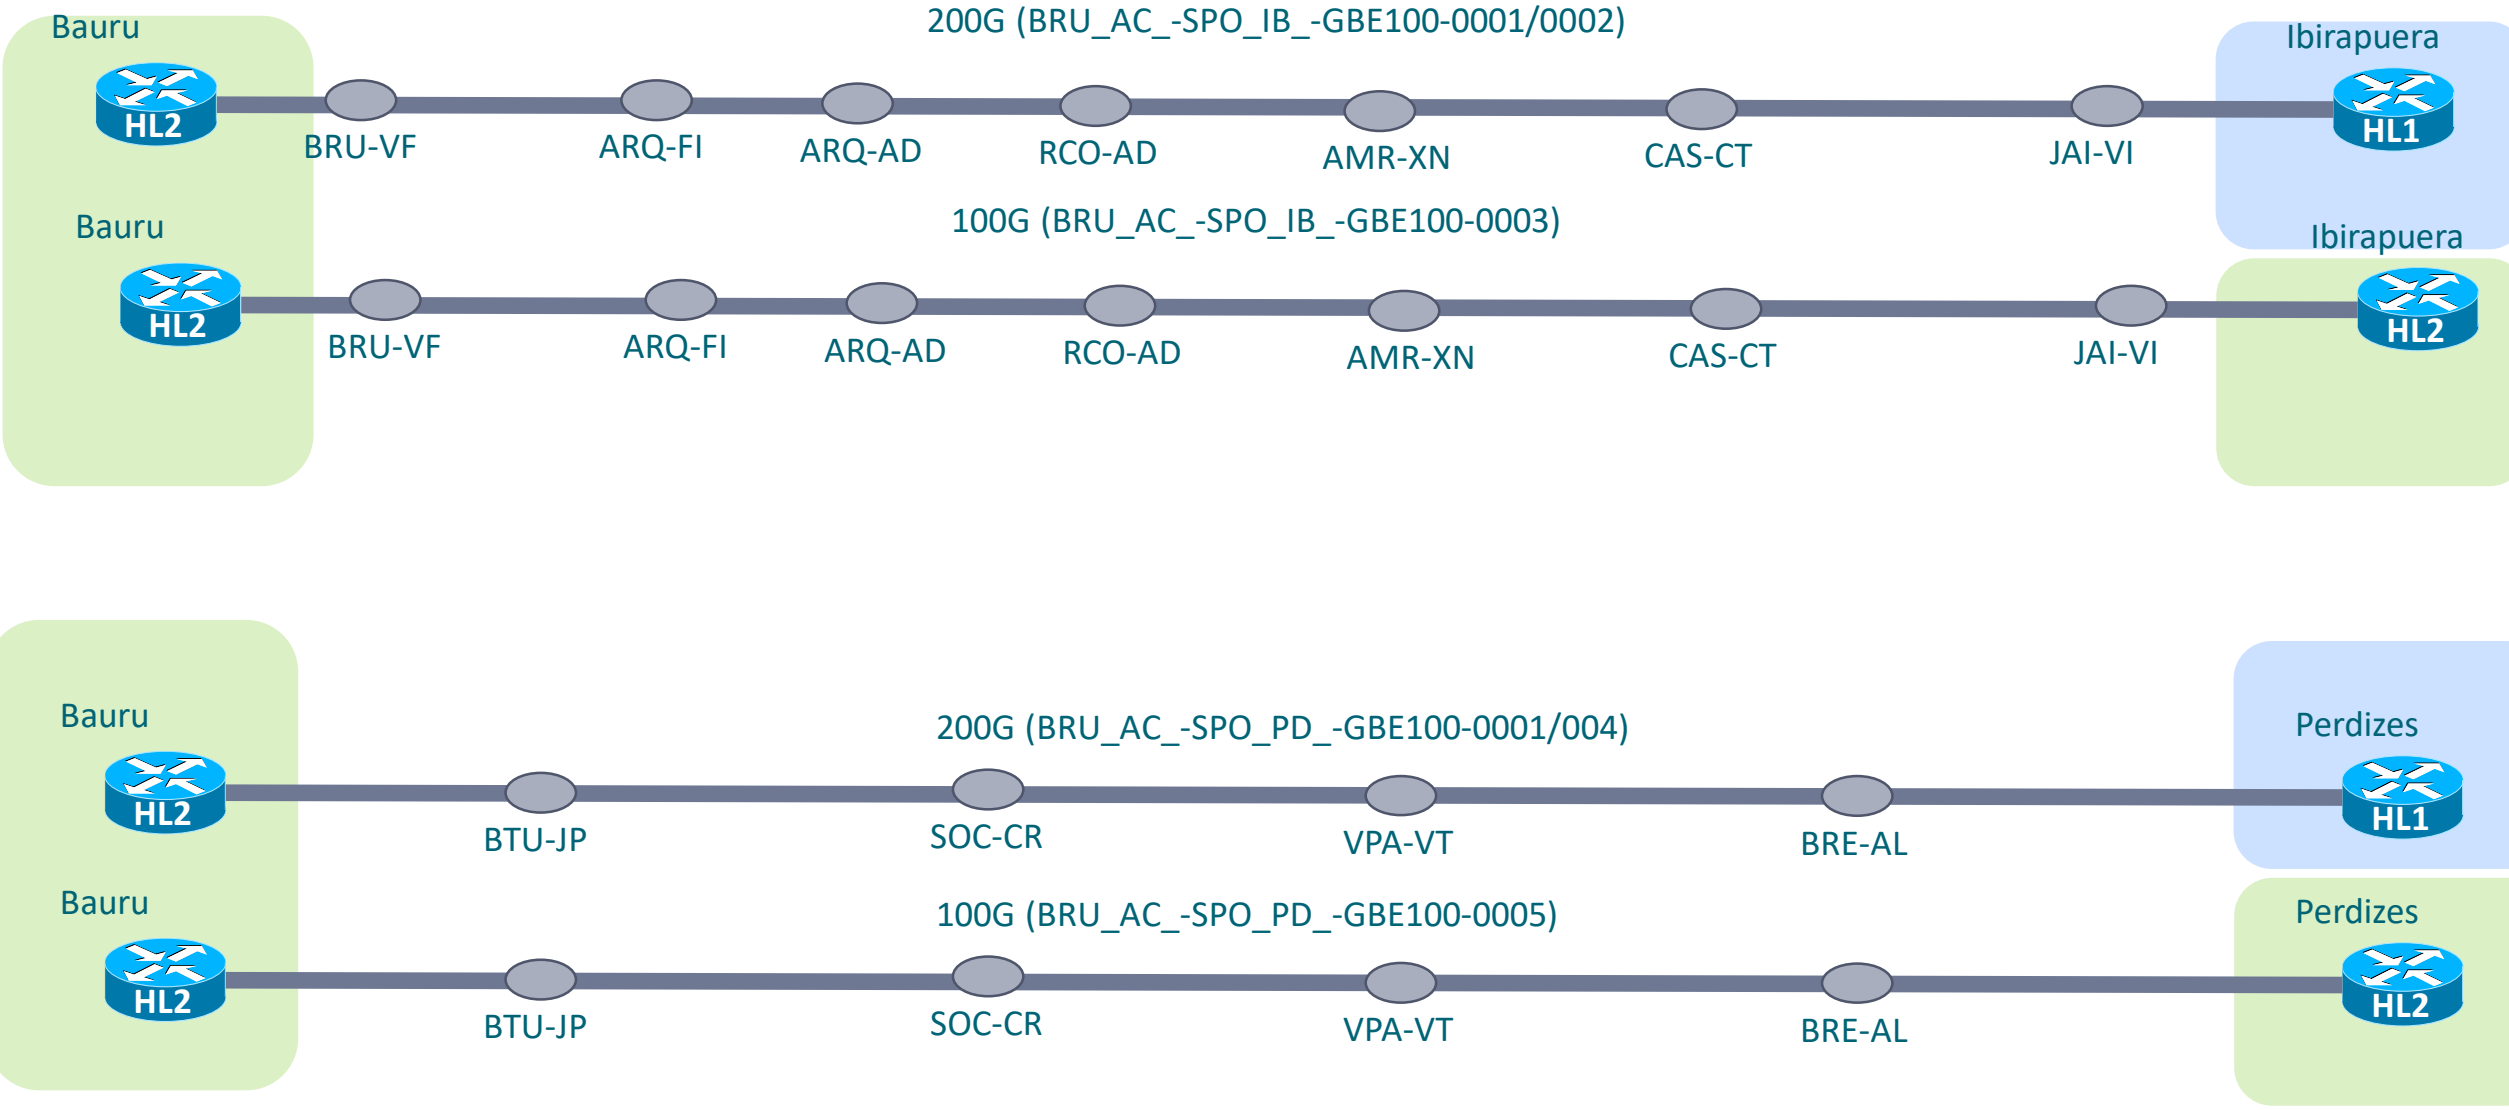 200G (BRU_AC_-SPO_IB_-GBE100-0001/0002)
Bauru
Ibirapuera
HL2
HL1
BRU-VF
ARQ-FI
ARQ-AD
RCO-AD
AMR-XN
CAS-CT
JAI-VI
100G (BRU_AC_-SPO_IB_-GBE100-0003)
Bauru
Ibirapuera
HL2
HL2
BRU-VF
ARQ-FI
ARQ-AD
RCO-AD
AMR-XN
CAS-CT
JAI-VI
Bauru
200G (BRU_AC_-SPO_PD_-GBE100-0001/004)
Perdizes
HL2
HL1
BTU-JP
SOC-CR
VPA-VT
BRE-AL
Bauru
100G (BRU_AC_-SPO_PD_-GBE100-0005)
Perdizes
HL2
HL2
BTU-JP
SOC-CR
VPA-VT
BRE-AL